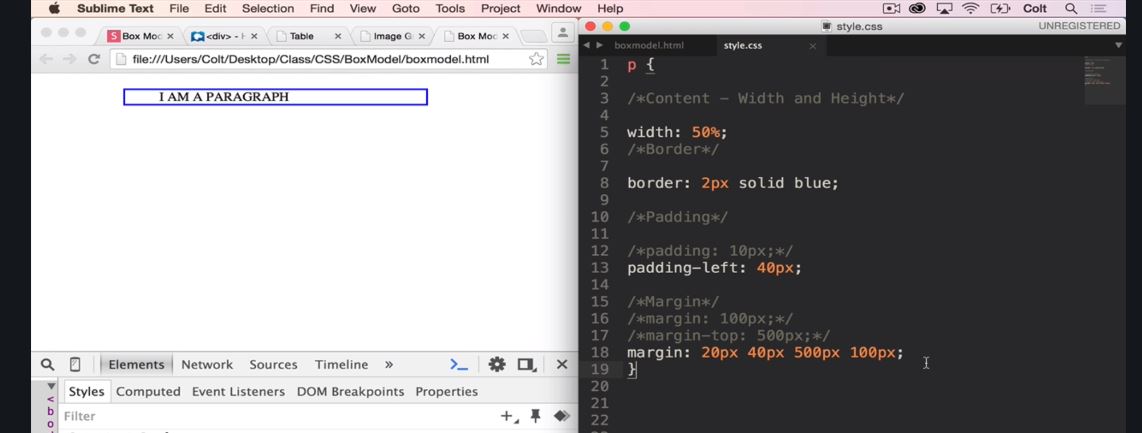 Sublime Text File Edit Selection Find View Goto Tools Project Window Help Colt
Box Mod <div> - H Table Image G Box Mod
file:///Users/Colt/Desktop/Class/CSS/BoxModel/boxmodel.html
I AM A PARAGRAPH
Elements Network Sources Timeline »
Styles Computed Event Listeners DOM Breakpoints Properties
<
b
o
Filter
style.css UNREGISTERED
boxmodel.html style.css
1 p {
2
3 /*Content - Width and Height*/
4
5 width: 50%;
6 /*Border*/
7
8 border: 2px solid blue;
9
10 /*Padding*/
11
12 /*padding: 10px;*/
13 padding-left: 40px;
14
15 /*Margin*/
16 /*margin: 100px;*/
17 /*margin-top: 500px;*/
18 margin: 20px 40px 500px 100px;
19 }
20
21
22